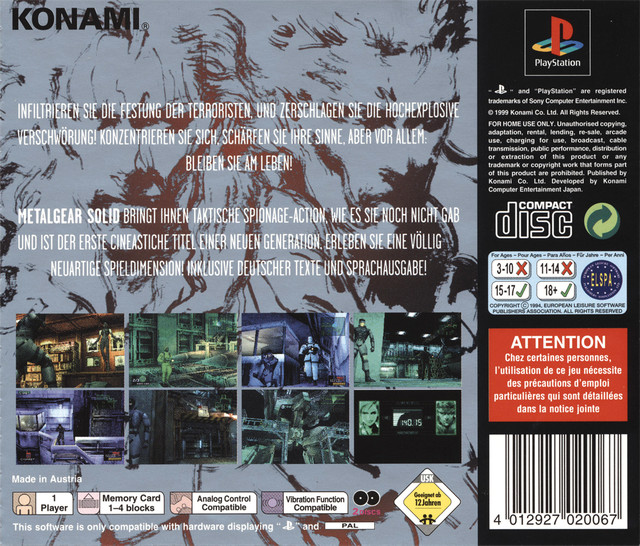 KONAMI®
INFILTRIEREN SIE DIE FESTUNG DER TERRORISTEN, UND ZERSCHLAGEN SIE DIE HOCHEXPLOSIVE
VERSCHWÖRUNG! KONZENTRIEREN SIE SICH, SCHÄRFEN SIE IHRE SINNE, ABER VOR ALLEM:
BLEIBEN SIE AM LEBEN!
METALGEAR SOLID BRINGT IHNEN TAKTISCHE SPIONAGE-ACTION, WIE ES SIE NOCH NICHT GAB
UND IST DER ERSTE CINEASTICHE TITEL EINER NEUEN GENERATION. ERLEBEN SIE EINE VÖLLIG
NEUARTIGE SPIELDIMENSION! INKLUSIVE DEUTSCHER TEXTE UND SPRACHAUSGABE!
140.15
Made in Austria
1
Player
Memory Card
1–4 blocks
Analog Control
Compatible
Vibration Function
Compatible
2 DISCS
USK
Geeignet ab
12 Jahren
This software is only compatible with hardware displaying " " and PAL
PlayStation
" " and "PlayStation" are registered
trademarks of Sony Computer Entertainment Inc.
© 1999 Konami Co. Ltd. All Rights Reserved.
FOR HOME USE ONLY. Unauthorised copying,
adaptation, rental, lending, re-sale, arcade
use, charging for use, broadcast, cable
transmission, public performance, distribution
or extraction of this product or any
trademark or copyright work that forms part
of this product are prohibited. Published by
Konami Co. Ltd. Developed by Konami
Computer Entertainment Japan.
COMPACT
disc
For Ages – Pour Ages – Para Años – Für Jahre – Per Anni
3-10
11-14
15-17
18+
ELSPA
COPYRIGHT © 1994, EUROPEAN LEISURE SOFTWARE
PUBLISHERS ASSOCIATION, ALL RIGHTS RESERVED
ATTENTION
Chez certaines personnes,
l'utilisation de ce jeu nécessite
des précautions d'emploi
particulières qui sont détaillées
dans la notice jointe
4 012927 020067